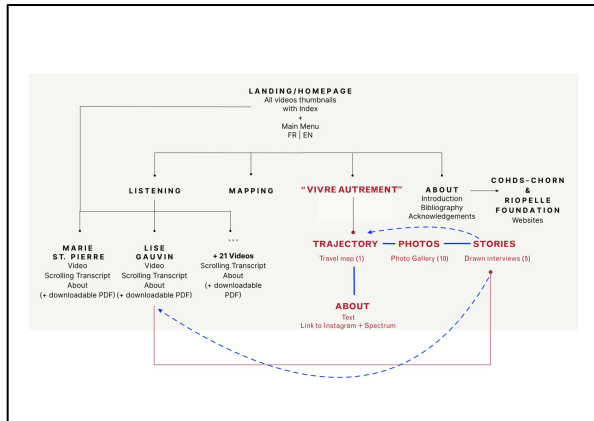 LANDING/HOMEPAGE
All videos thumbnails
with Index
+
Main Menu
FR | EN
LISTENING
MAPPING
"VIVRE AUTREMENT"
ABOUT
Introduction
Bibliography
Acknowledgements
COHDS-CHORN
&
RIOPELLE
FOUNDATION
Websites
MARIE
ST. PIERRE
Video
Scrolling Transcript
About
(+ downloadable PDF)
LISE
GAUVIN
Video
Scrolling Transcript
About
(+ downloadable PDF)
...
+ 21 Videos
Scrolling Transcript
About
(+ downloadable
PDF)
TRAJECTORY
Travel map (1)
PHOTOS
Photo Gallery (10)
STORIES
Drawn interviews (5)
ABOUT
Text
Link to Instagram + Spectrum